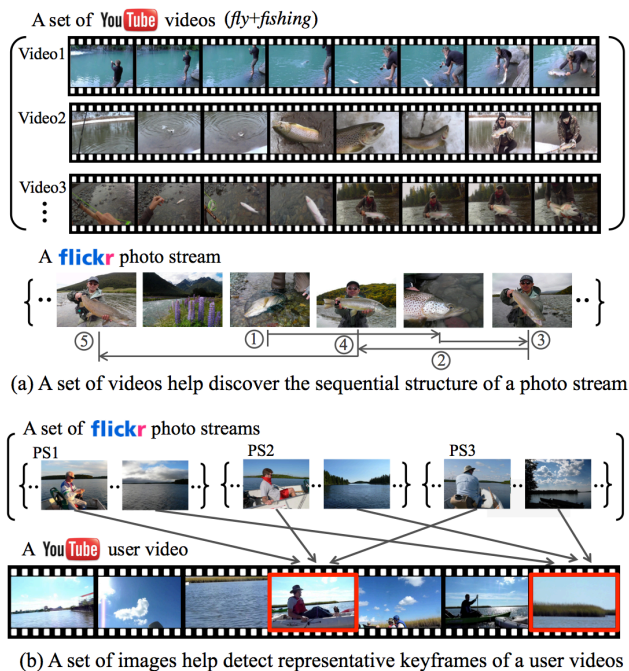 A set of YouTube videos (fly+fishing)
Video1
Video2
Video3
A flickr photo stream
⑤ ① ④ ② ③
(a) A set of videos help discover the sequential structure of a photo stream
A set of flickr photo streams
PS1 PS2 PS3
A YouTube user video
(b) A set of images help detect representative keyframes of a user videos